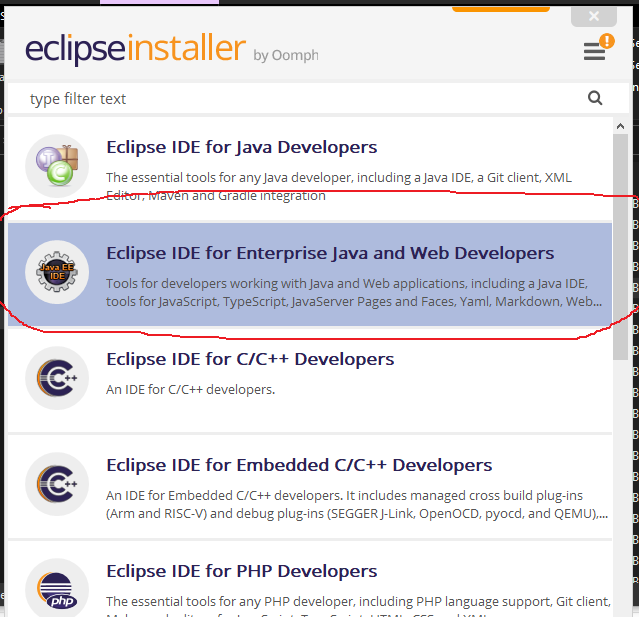 eclipseinstaller by Oomph
type filter text
Eclipse IDE for Java Developers
The essential tools for any Java developer, including a Java IDE, a Git client, XML
Editor, Maven and Gradle integration
Java EE
IDE
Eclipse IDE for Enterprise Java and Web Developers
Tools for developers working with Java and Web applications, including a Java IDE,
tools for JavaScript, TypeScript, JavaServer Pages and Faces, Yaml, Markdown, Web...
C++
Eclipse IDE for C/C++ Developers
An IDE for C/C++ developers.
C++
Eclipse IDE for Embedded C/C++ Developers
An IDE for Embedded C/C++ developers. It includes managed cross build plug-ins
(Arm and RISC-V) and debug plug-ins (SEGGER J-Link, OpenOCD, pyocd, and QEMU),...
php
Eclipse IDE for PHP Developers
The essential tools for any PHP developer, including PHP language support, Git client,